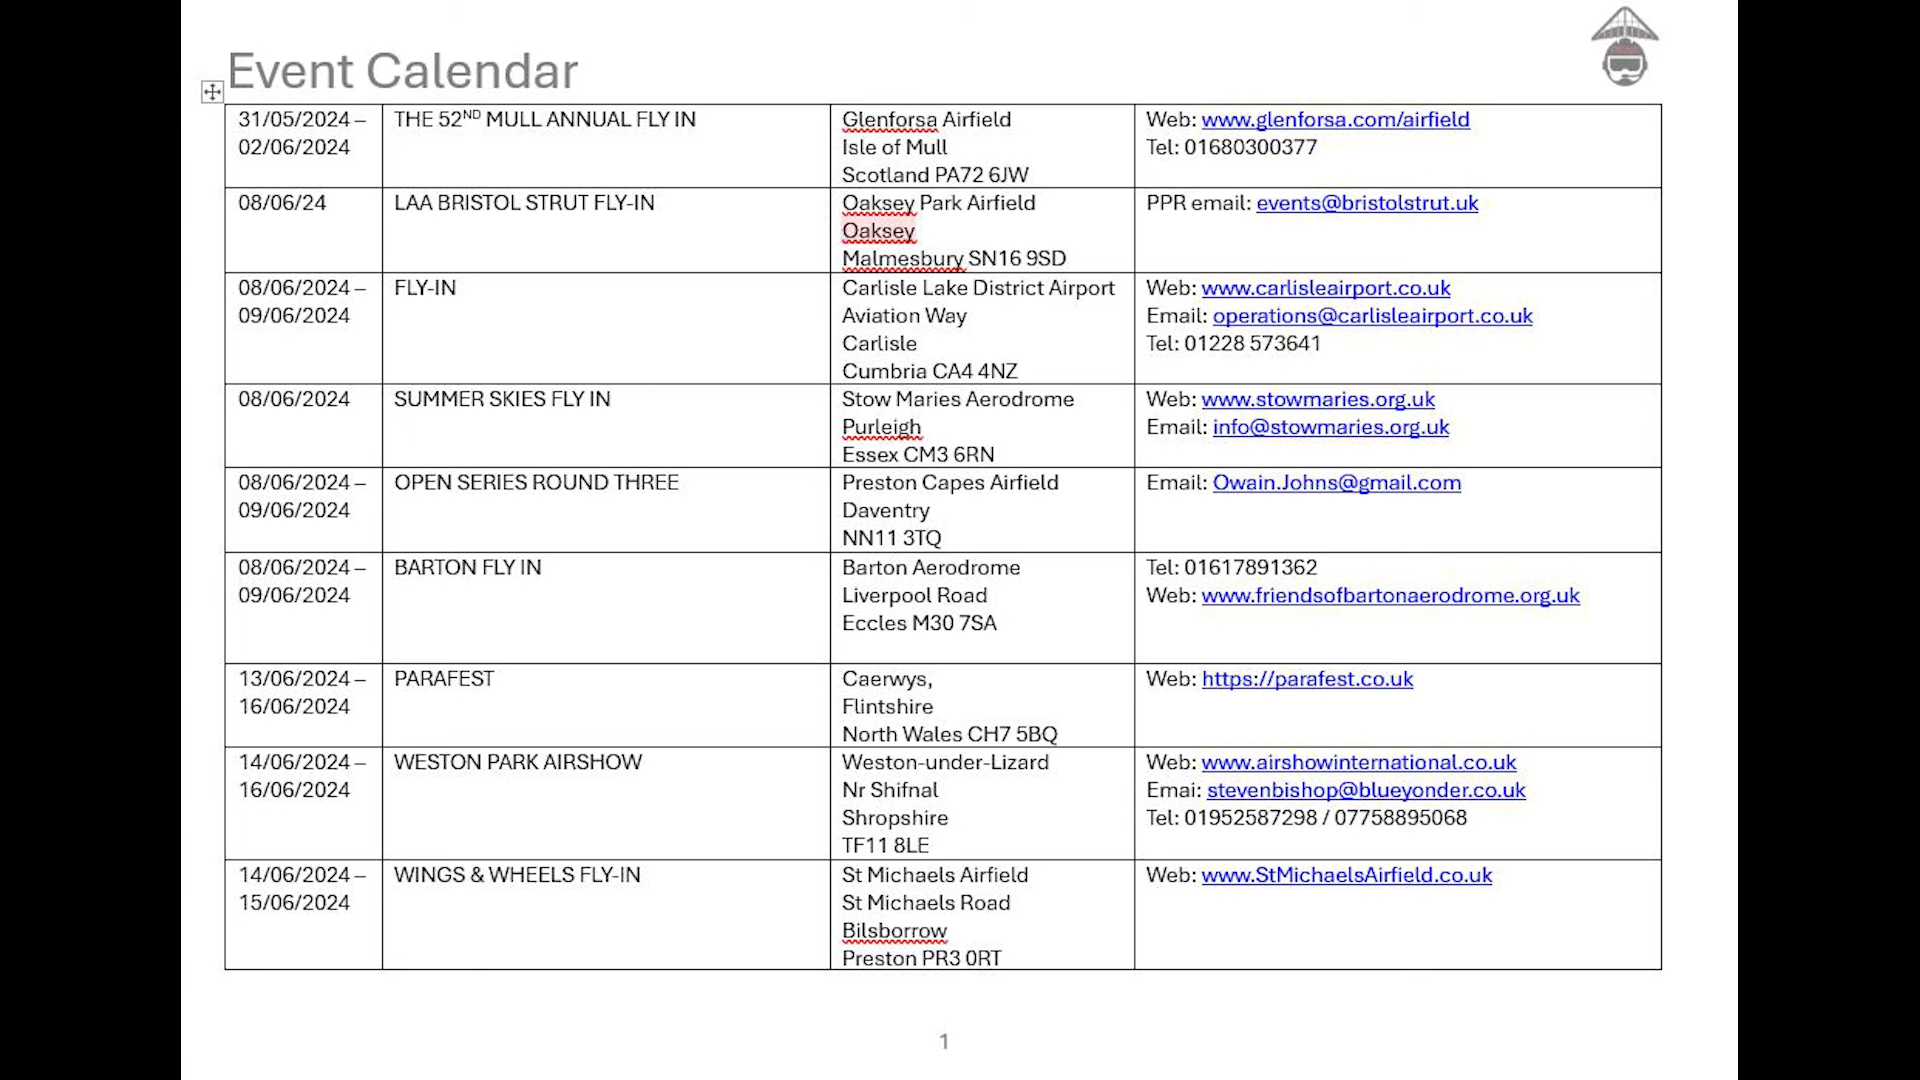 Event Calendar
31/05/2024 –
02/06/2024
THE 52ND MULL ANNUAL FLY IN
Glenforsa Airfield
Isle of Mull
Scotland PA72 6JW
Web: www.glenforsa.com/airfield
Tel: 01680300377
08/06/24
LAA BRISTOL STRUT FLY-IN
Oaksey Park Airfield
Oaksey
Malmesbury SN16 9SD
PPR email: events@bristolstrut.uk
08/06/2024 –
09/06/2024
FLY-IN
Carlisle Lake District Airport
Aviation Way
Carlisle
Cumbria CA4 4NZ
Web: www.carlisleairport.co.uk
Email: operations@carlisleairport.co.uk
Tel: 01228 573641
08/06/2024
SUMMER SKIES FLY IN
Stow Maries Aerodrome
Purleigh
Essex CM3 6RN
Web: www.stowmaries.org.uk
Email: info@stowmaries.org.uk
08/06/2024 –
09/06/2024
OPEN SERIES ROUND THREE
Preston Capes Airfield
Daventry
NN11 3TQ
Email: Owain.Johns@gmail.com
08/06/2024 –
09/06/2024
BARTON FLY IN
Barton Aerodrome
Liverpool Road
Eccles M30 7SA
Tel: 01617891362
Web: www.friendsofbartonaerodrome.org.uk
13/06/2024 –
16/06/2024
PARAFEST
Caerwys,
Flintshire
North Wales CH7 5BQ
Web: https://parafest.co.uk
14/06/2024 –
16/06/2024
WESTON PARK AIRSHOW
Weston-under-Lizard
Nr Shifnal
Shropshire
TF11 8LE
Web: www.airshowinternational.co.uk
Emai: stevenbishop@blueyonder.co.uk
Tel: 01952587298 / 07758895068
14/06/2024 –
15/06/2024
WINGS & WHEELS FLY-IN
St Michaels Airfield
St Michaels Road
Bilsborrow
Preston PR3 0RT
Web: www.StMichaelsAirfield.co.uk
1